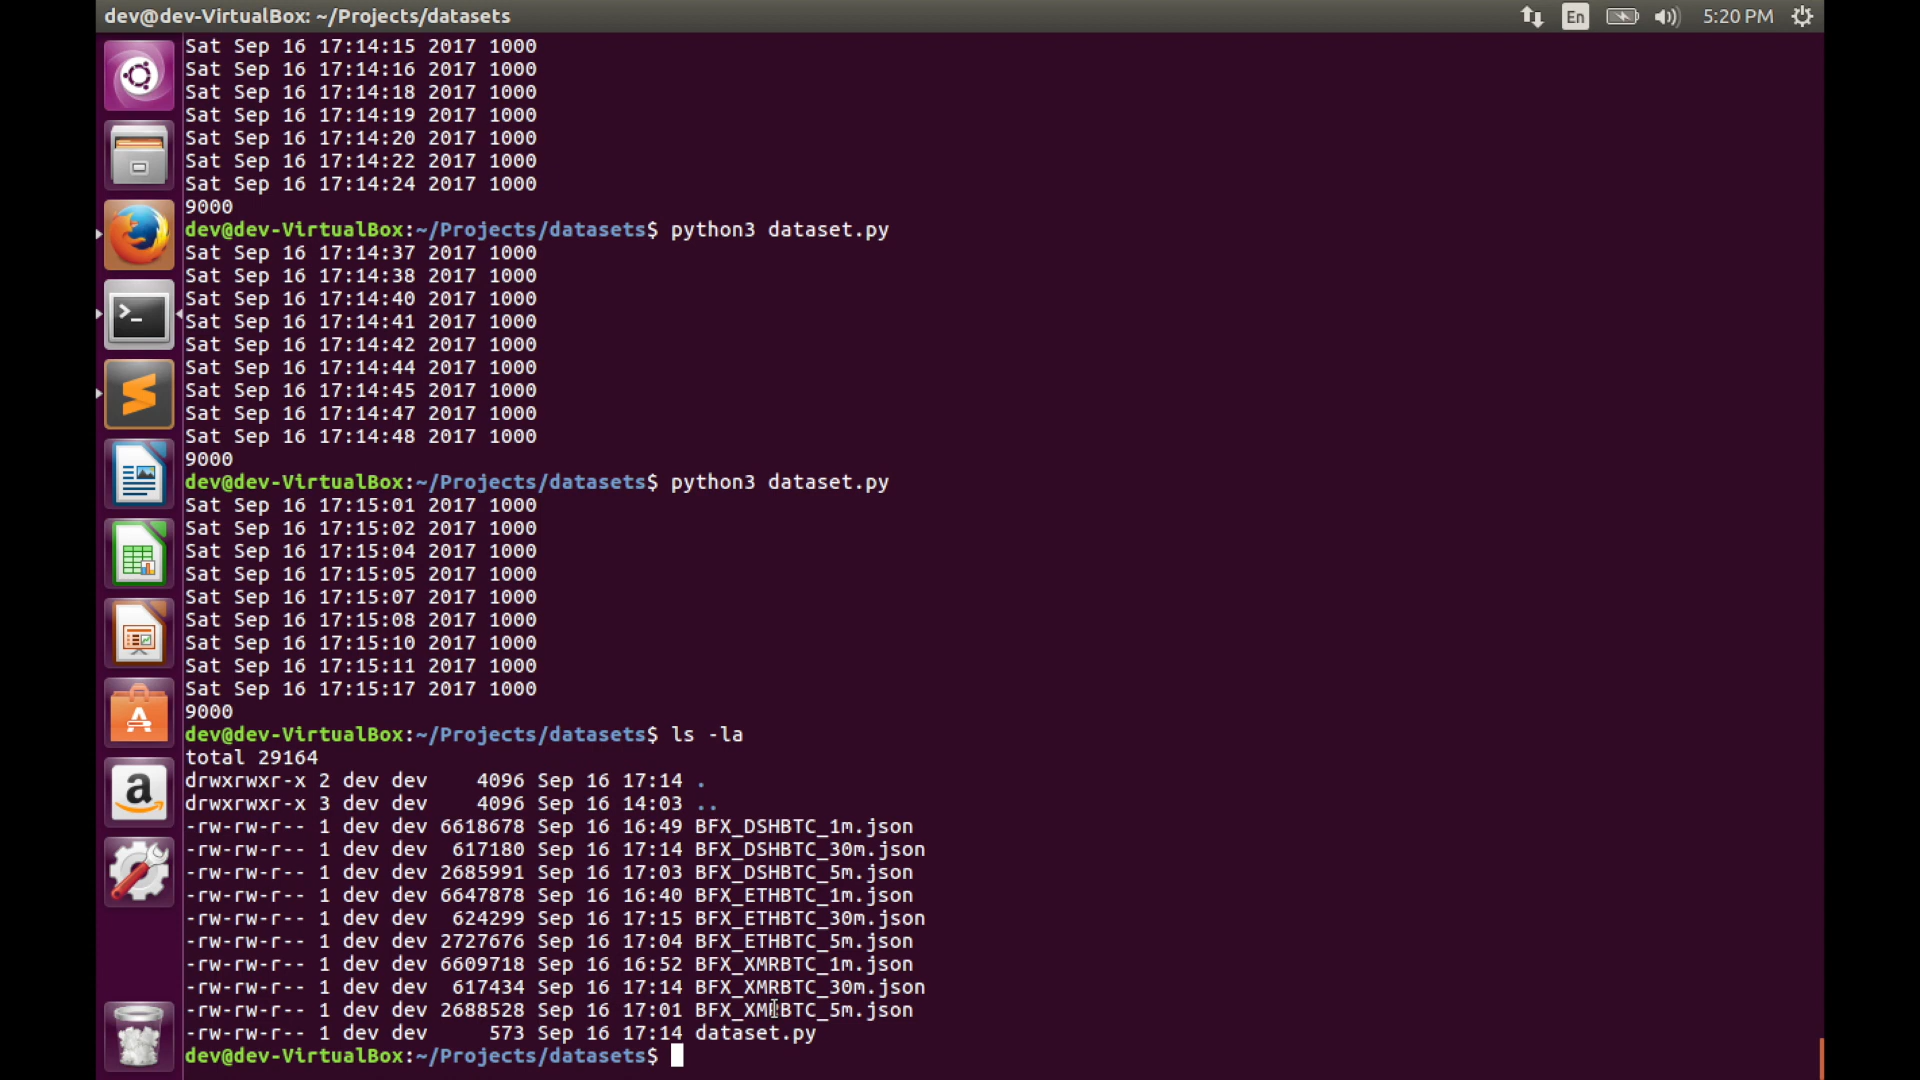 dev@dev-VirtualBox: ~/Projects/datasets
En
5:20 PM
Sat Sep 16 17:14:15 2017 1000
Sat Sep 16 17:14:16 2017 1000
Sat Sep 16 17:14:18 2017 1000
Sat Sep 16 17:14:19 2017 1000
Sat Sep 16 17:14:20 2017 1000
Sat Sep 16 17:14:22 2017 1000
Sat Sep 16 17:14:24 2017 1000
9000
dev@dev-VirtualBox:~/Projects/datasets$ python3 dataset.py
Sat Sep 16 17:14:37 2017 1000
Sat Sep 16 17:14:38 2017 1000
Sat Sep 16 17:14:40 2017 1000
Sat Sep 16 17:14:41 2017 1000
Sat Sep 16 17:14:42 2017 1000
Sat Sep 16 17:14:44 2017 1000
Sat Sep 16 17:14:45 2017 1000
Sat Sep 16 17:14:47 2017 1000
Sat Sep 16 17:14:48 2017 1000
9000
dev@dev-VirtualBox:~/Projects/datasets$ python3 dataset.py
Sat Sep 16 17:15:01 2017 1000
Sat Sep 16 17:15:02 2017 1000
Sat Sep 16 17:15:04 2017 1000
Sat Sep 16 17:15:05 2017 1000
Sat Sep 16 17:15:07 2017 1000
Sat Sep 16 17:15:08 2017 1000
Sat Sep 16 17:15:10 2017 1000
Sat Sep 16 17:15:11 2017 1000
Sat Sep 16 17:15:17 2017 1000
9000
dev@dev-VirtualBox:~/Projects/datasets$ ls -la
total 29164
drwxrwxr-x 2 dev dev    4096 Sep 16 17:14 .
drwxrwxr-x 3 dev dev    4096 Sep 16 14:03 ..
-rw-rw-r-- 1 dev dev 6618678 Sep 16 16:49 BFX_DSHBTC_1m.json
-rw-rw-r-- 1 dev dev  617180 Sep 16 17:14 BFX_DSHBTC_30m.json
-rw-rw-r-- 1 dev dev 2685991 Sep 16 17:03 BFX_DSHBTC_5m.json
-rw-rw-r-- 1 dev dev 6647878 Sep 16 16:40 BFX_ETHBTC_1m.json
-rw-rw-r-- 1 dev dev  624299 Sep 16 17:15 BFX_ETHBTC_30m.json
-rw-rw-r-- 1 dev dev 2727676 Sep 16 17:04 BFX_ETHBTC_5m.json
-rw-rw-r-- 1 dev dev 6609718 Sep 16 16:52 BFX_XMRBTC_1m.json
-rw-rw-r-- 1 dev dev  617434 Sep 16 17:14 BFX_XMRBTC_30m.json
-rw-rw-r-- 1 dev dev 2688528 Sep 16 17:01 BFX_XMRBTC_5m.json
-rw-rw-r-- 1 dev dev     573 Sep 16 17:14 dataset.py
dev@dev-VirtualBox:~/Projects/datasets$